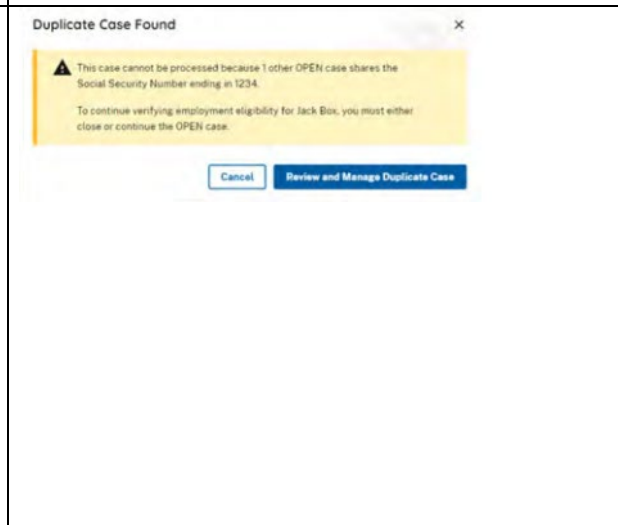 Duplicate Case Found
This case cannot be processed because 1 other OPEN case shares the
Social Security Number ending in 1234.
To continue verifying employment eligibility for Jack Box, you must either
close or continue the OPEN case.
Cancel
Review and Manage Duplicate Case